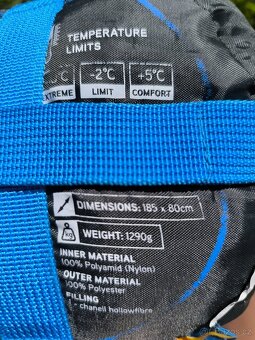 TEMPERATURE
LIMITS
°C -2°C +5°C
EXTREME LIMIT COMFORT
DIMENSIONS: 185 x 80cm
WEIGHT: 1290g
INNER MATERIAL
100% Polyamid (Nylon)
OUTER MATERIAL
100% Polyester
FILLING
1 - chanell hollowfibre